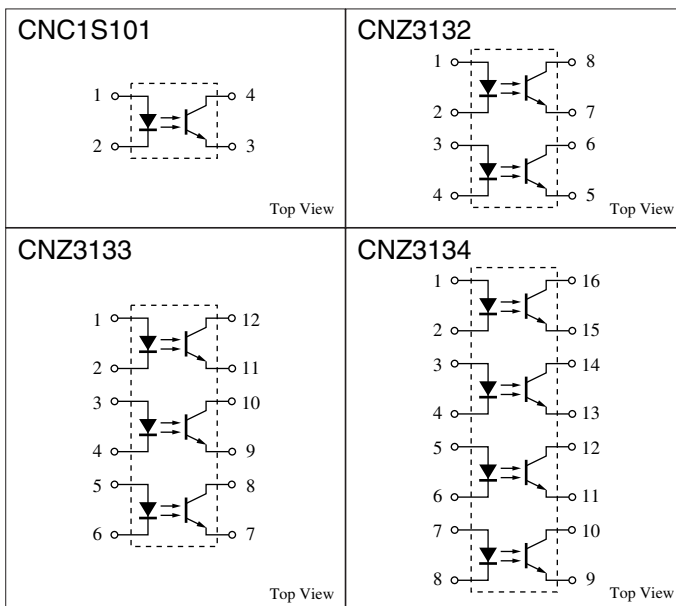 CNC1S101
1 4
2 3
Top View
CNZ3132
1 8
2 7
3 6
4 5
Top View
CNZ3133
1 12
2 11
3 10
4 9
5 8
6 7
Top View
CNZ3134
1 16
2 15
3 14
4 13
5 12
6 11
7 10
8 9
Top View